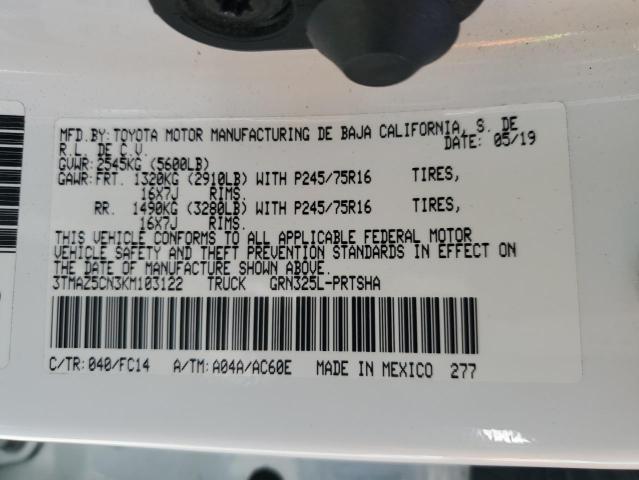 MFD.BY:TOYOTA MOTOR MANUFACTURING DE BAJA CALIFORNIA, S. DE
R.L. DE C.V. DATE: 05/19
GVWR:2545KG (5600LB)
GAWR:FRT. 1320KG (2910LB) WITH P245/75R16 TIRES,
16X7J RIMS.
RR. 1490KG (3280LB) WITH P245/75R16 TIRES,
16X7J RIMS.
THIS VEHICLE CONFORMS TO ALL APPLICABLE FEDERAL MOTOR
VEHICLE SAFETY AND THEFT PREVENTION STANDARDS IN EFFECT ON
THE DATE OF MANUFACTURE SHOWN ABOVE.
3TMAZ5CN3KM103122 TRUCK GRN325L-PRTSHA
C/TR:040/FC14 A/TM:A04A/AC60E MADE IN MEXICO 277